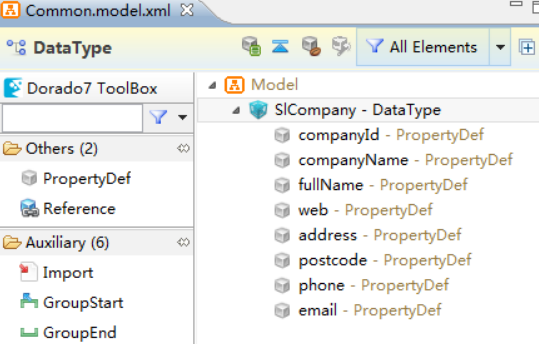 Common.model.xml
DataType
All Elements
Dorado7 ToolBox
Others (2)
PropertyDef
Reference
Auxiliary (6)
Import
GroupStart
GroupEnd
Model
SlCompany - DataType
companyId - PropertyDef
companyName - PropertyDef
fullName - PropertyDef
web - PropertyDef
address - PropertyDef
postcode - PropertyDef
phone - PropertyDef
email - PropertyDef